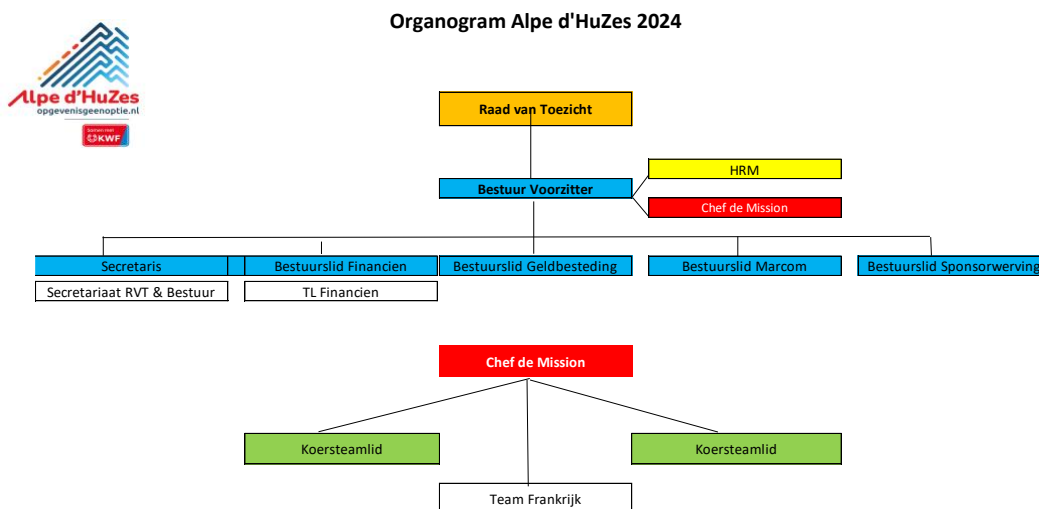 Organogram Alpe d'HuZes 2024
Alpe d'HuZes
opgevenisgeenoptie.nl
samen met
KWF
Raad van Toezicht
HRM
Bestuur Voorzitter
Chef de Mission
Secretaris
Bestuurslid Financien
Bestuurslid Geldbesteding
Bestuurslid Marcom
Bestuurslid Sponsorwerving
Secretariaat RVT & Bestuur
TL Financien
Chef de Mission
Koersteamlid
Koersteamlid
Team Frankrijk